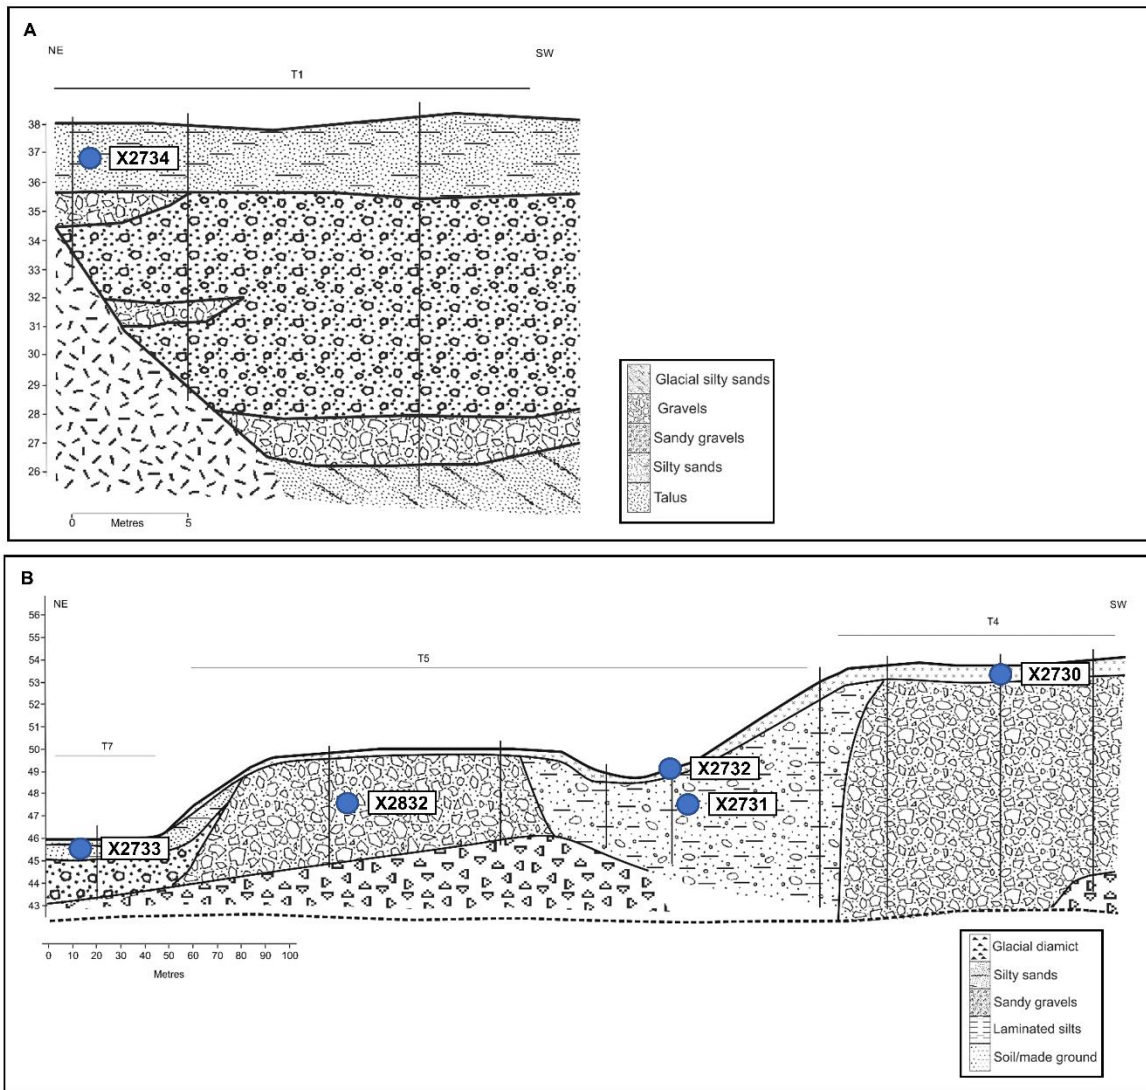 A
NE
SW
T1
38
37
36
35
34
33
32
31
30
29
28
27
26
X2734
0 Metres 5
Glacial silty sands
Gravels
Sandy gravels
Silty sands
Talus
B
NE
SW
T4
T5
T7
56
55
54
53
52
51
50
49
48
47
46
45
44
43
X2730
X2732
X2731
X2832
X2733
0 10 20 30 40 50 60 70 80 90 100
Metres
Glacial diamict
Silty sands
Sandy gravels
Laminated silts
Soil/made ground